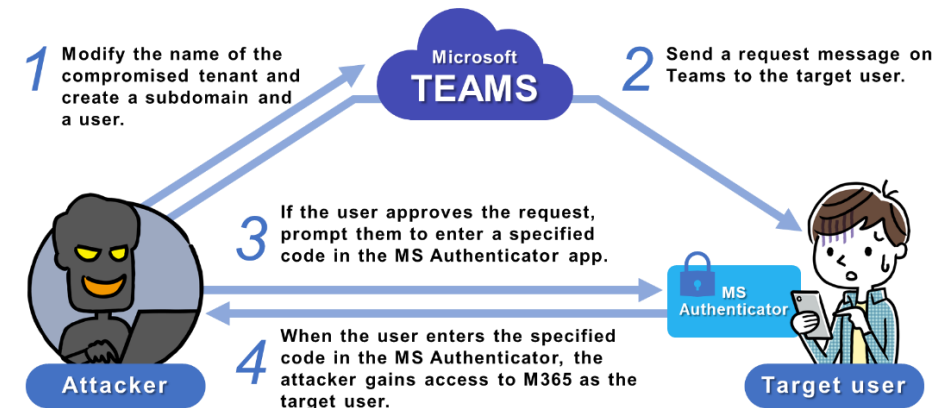 1
Modify the name of the
compromised tenant and
create a subdomain and
a user.
Microsoft
TEAMS
2
Send a request message on
Teams to the target user.
3
If the user approves the request,
prompt them to enter a specified
code in the MS Authenticator app.
MS
Authenticator
4
When the user enters the specified
code in the MS Authenticator, the
attacker gains access to M365 as the
target user.
Attacker
Target user